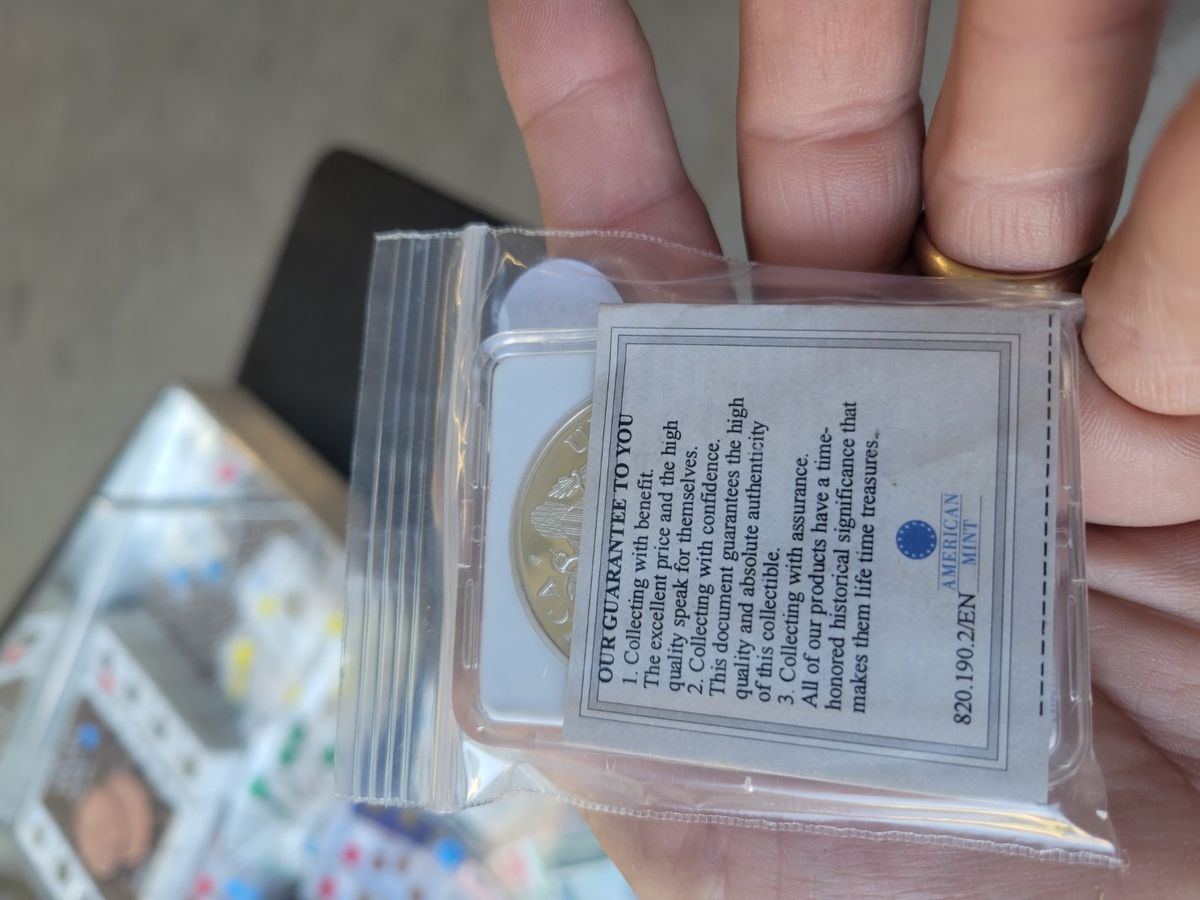 OUR GUARANTEE TO YOU
1. Collecting with benefit.
The excellent price and the high
quality speak for themselves.
2. Collecting with confidence.
This document guarantees the high
quality and absolute authenticity
of this collectible.
3. Collecting with assurance.
All of our products have a time-
honored historical significance that
makes them life time treasures.
AMERICAN
MINT
820.190.2/EN